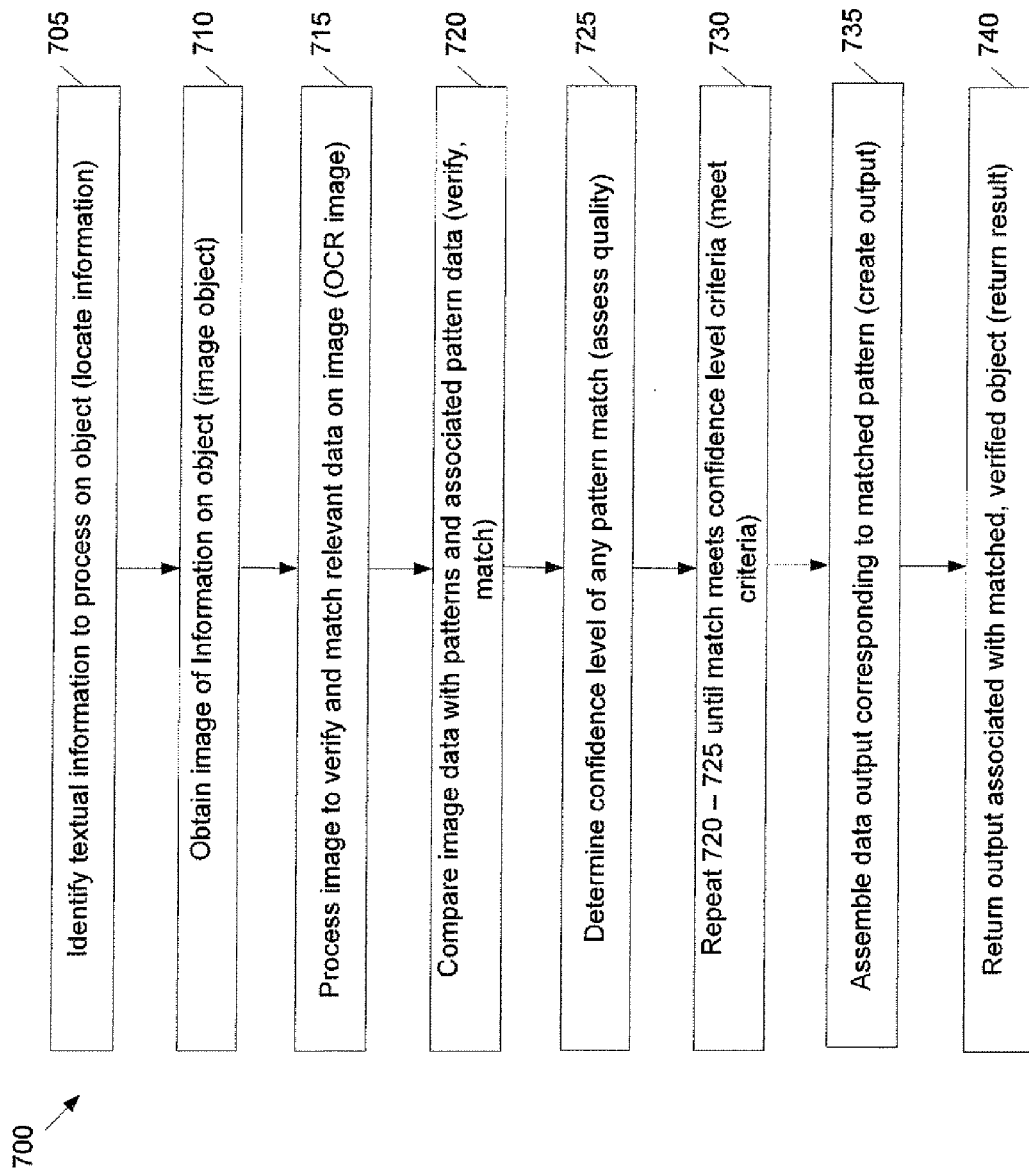 700
Identify textual information to process on object (locate information)
705
Obtain image of Information on object (image object)
710
Process image to verify and match relevant data on image (OCR image)
715
Compare image data with patterns and associated pattern data (verify,
match)
720
Determine confidence level of any pattern match (assess quality)
725
Repeat 720 – 725 until match meets confidence level criteria (meet
criteria)
730
Assemble data output corresponding to matched pattern (create output)
735
Return output associated with matched, verified object (return result)
740